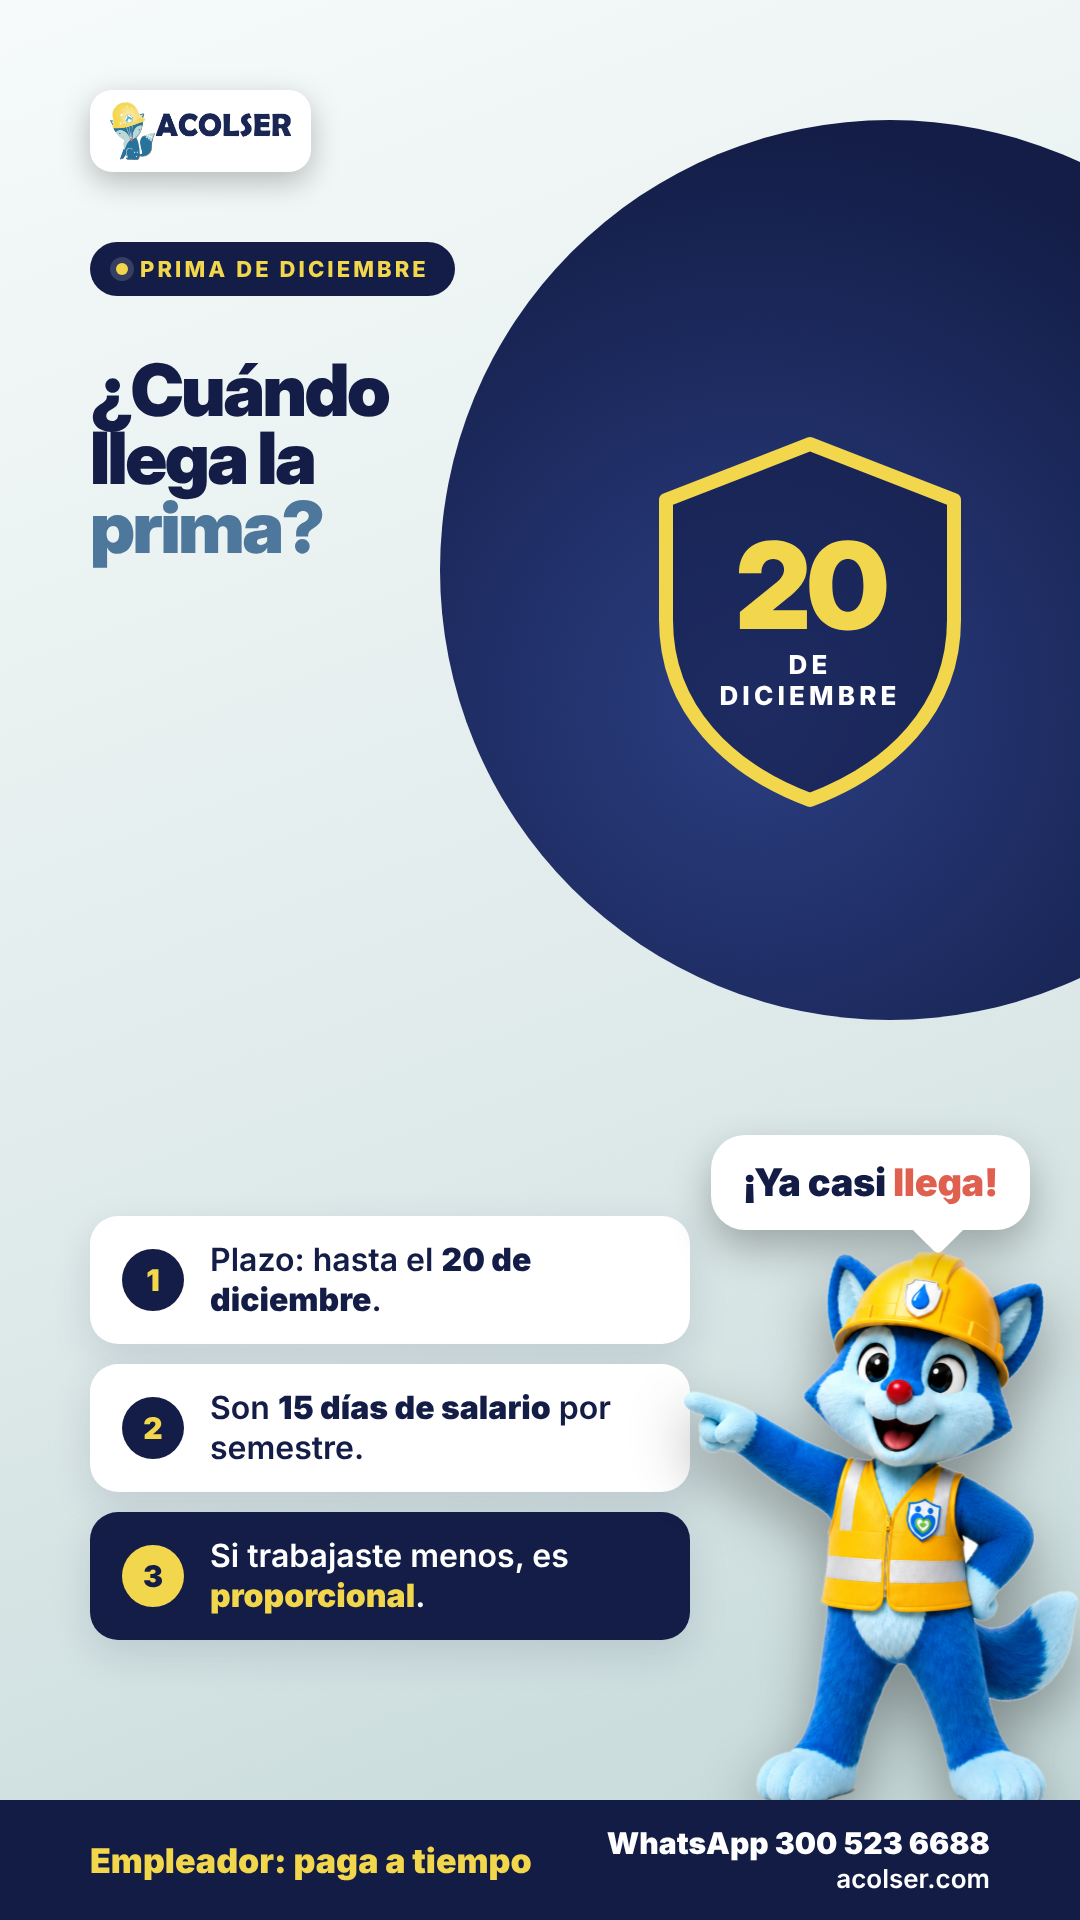 ACOLSER
PRIMA DE DICIEMBRE
¿Cuándo
llega la
prima?
20
DE
DICIEMBRE
¡Ya casi llega!
1
Plazo: hasta el 20 de
diciembre.
2
Son 15 días de salario por
semestre.
3
Si trabajaste menos, es
proporcional.
Empleador: paga a tiempo
WhatsApp 300 523 6688
acolser.com